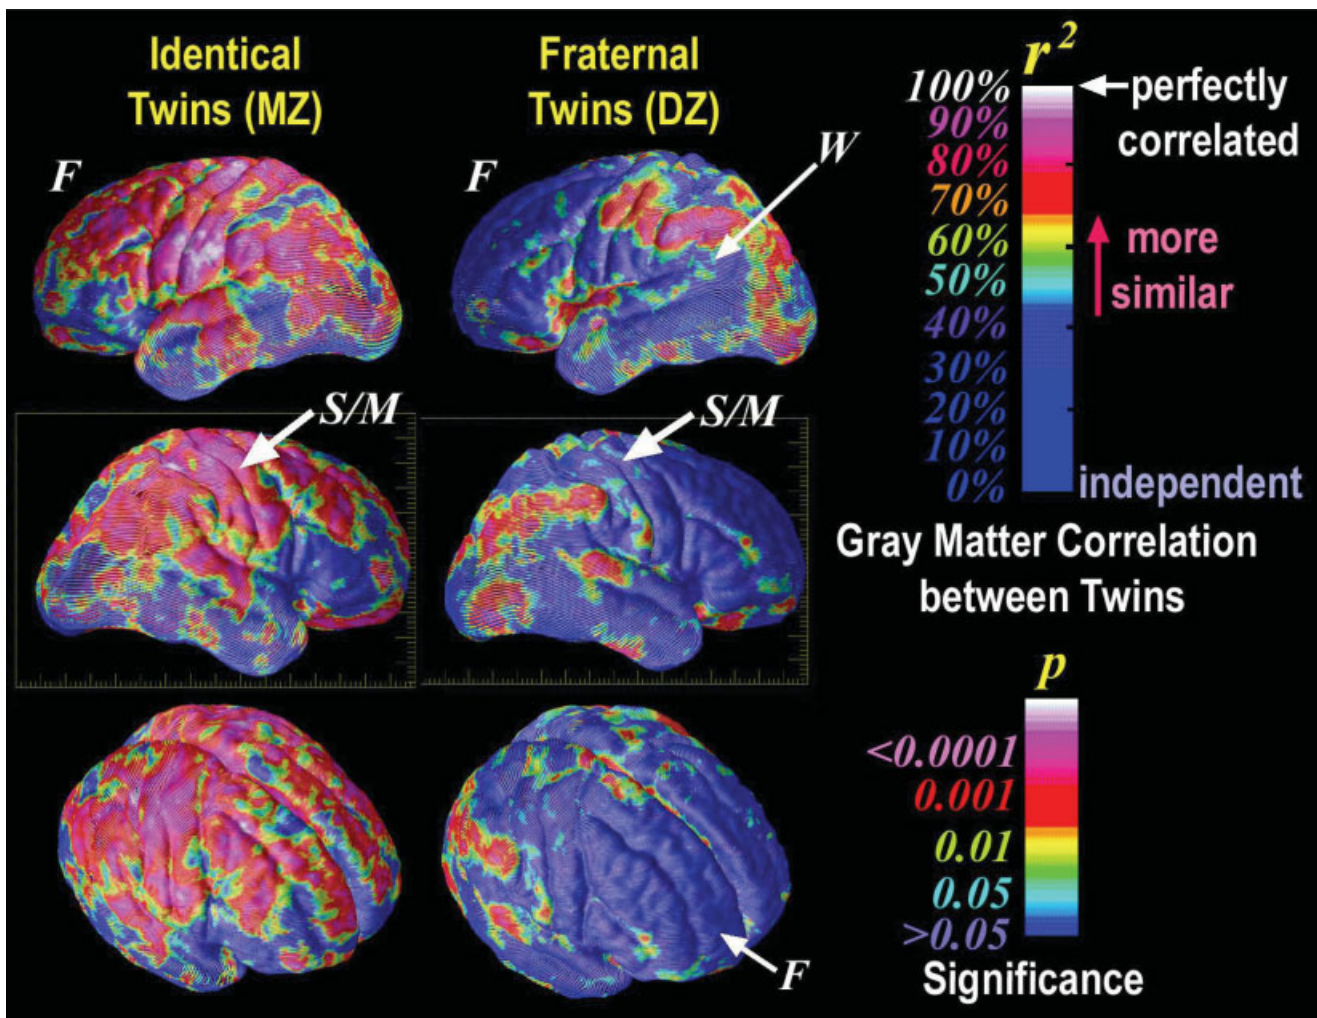 Identical
Twins (MZ)
Fraternal
Twins (DZ)
F
F
W
S/M
S/M
F
r²
100%
90%
80%
70%
60%
50%
40%
30%
20%
10%
0%
perfectly
correlated
more
similar
independent
Gray Matter Correlation
between Twins
p
<0.0001
0.001
0.01
0.05
>0.05
Significance